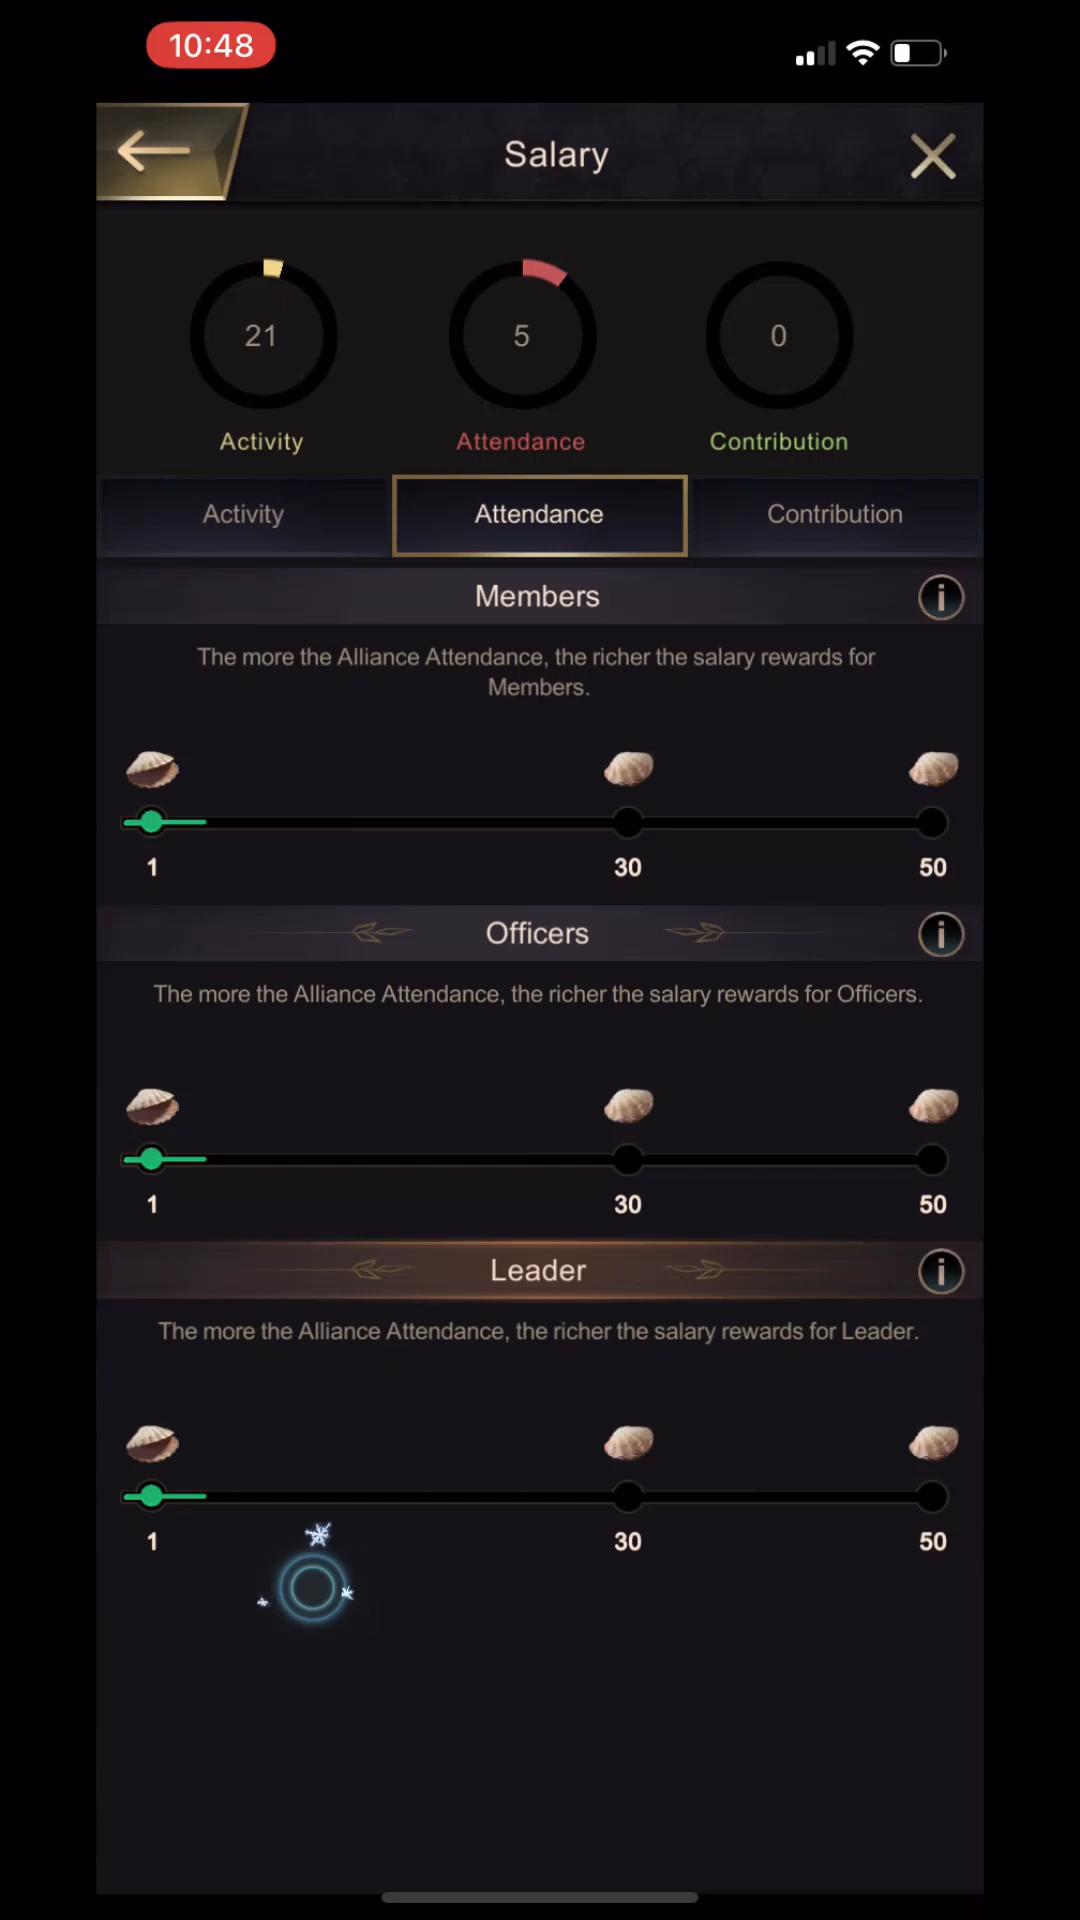 10:48
Salary
21
5
0
Activity
Attendance
Contribution
Activity
Attendance
Contribution
Members
The more the Alliance Attendance, the richer the salary rewards for
Members.
1
30
50
Officers
The more the Alliance Attendance, the richer the salary rewards for Officers.
1
30
50
Leader
The more the Alliance Attendance, the richer the salary rewards for Leader.
1
30
50